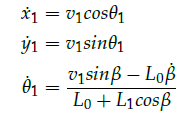 ẋ₁ = v₁cosθ₁
ẏ₁ = v₁sinθ₁
θ̇₁ = (v₁sinβ − L₀β̇) / (L₀ + L₁cosβ)